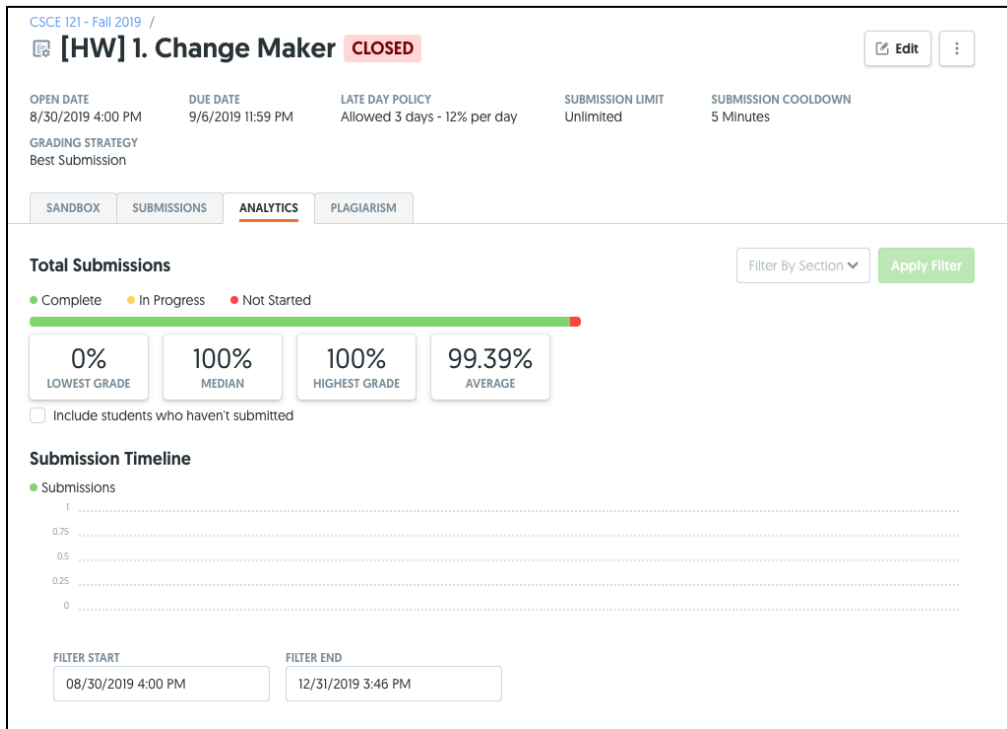 CSCE 121 - Fall 2019 /
[HW] 1. Change Maker CLOSED
Edit
OPEN DATE DUE DATE LATE DAY POLICY SUBMISSION LIMIT SUBMISSION COOLDOWN
8/30/2019 4:00 PM 9/6/2019 11:59 PM Allowed 3 days - 12% per day Unlimited 5 Minutes
GRADING STRATEGY
Best Submission
SANDBOX SUBMISSIONS ANALYTICS PLAGIARISM
Total Submissions
Filter By Section Apply Filter
Complete In Progress Not Started
0% 100% 100% 99.39%
LOWEST GRADE MEDIAN HIGHEST GRADE AVERAGE
Include students who haven't submitted
Submission Timeline
Submissions
1
0.75
0.5
0.25
0
FILTER START FILTER END
08/30/2019 4:00 PM 12/31/2019 3:46 PM